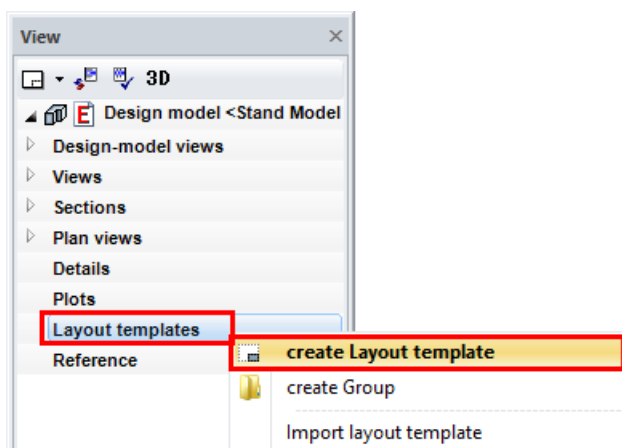 View
3D
E Design model <Stand Model
Design-model views
Views
Sections
Plan views
Details
Plots
Layout templates
Reference
create Layout template
create Group
Import layout template